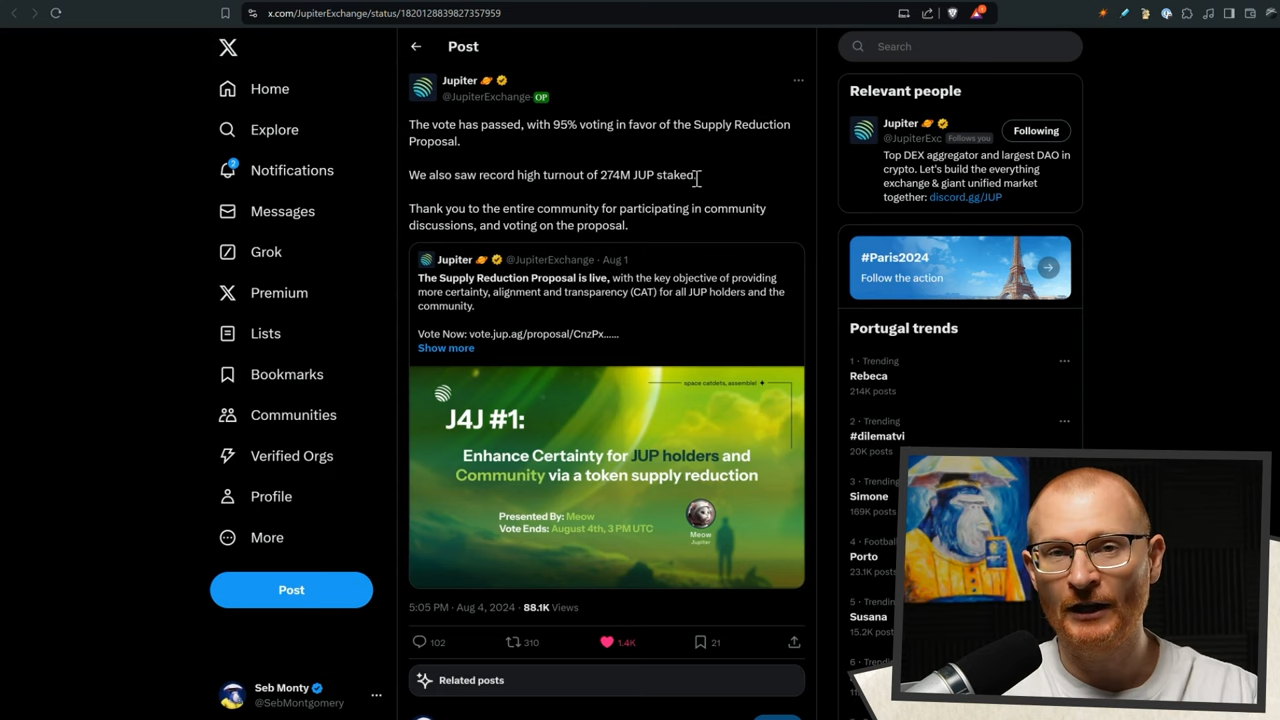 x.com/JupiterExchange/status/1820128839827357959
Home
Explore
2
Notifications
Messages
Grok
Premium
Lists
Bookmarks
Communities
Verified Orgs
Profile
More
Post
Seb Monty
@SebMontgomery
Post
Jupiter
@JupiterExchange OP
The vote has passed, with 95% voting in favor of the Supply Reduction
Proposal.
We also saw record high turnout of 274M JUP staked.
Thank you to the entire community for participating in community
discussions, and voting on the proposal.
Jupiter @JupiterExchange · Aug 1
The Supply Reduction Proposal is live, with the key objective of providing
more certainty, alignment and transparency (CAT) for all JUP holders and the
community.
Vote Now: vote.jup.ag/proposal/CnzPx......
Show more
space catdets, assemble!
J4J #1:
Enhance Certainty for JUP holders and
Community via a token supply reduction
Presented By: Meow
Vote Ends: August 4th, 3 PM UTC
Meow
Jupiter
5:05 PM · Aug 4, 2024 · 88.1K Views
102
310
1.4K
21
Related posts
Search
Relevant people
Jupiter
@JupiterExc Follows you
Following
Top DEX aggregator and largest DAO in
crypto. Let's build the everything
exchange & giant unified market
together: discord.gg/JUP
#Paris2024
Follow the action
Portugal trends
1 · Trending
Rebeca
214K posts
2 · Trending
#dilematvi
20K posts
3 · Trending
Simone
169K posts
4 · Football
Porto
23.1K posts
5 · Trending
Susana
15.2K posts
6 · Trending